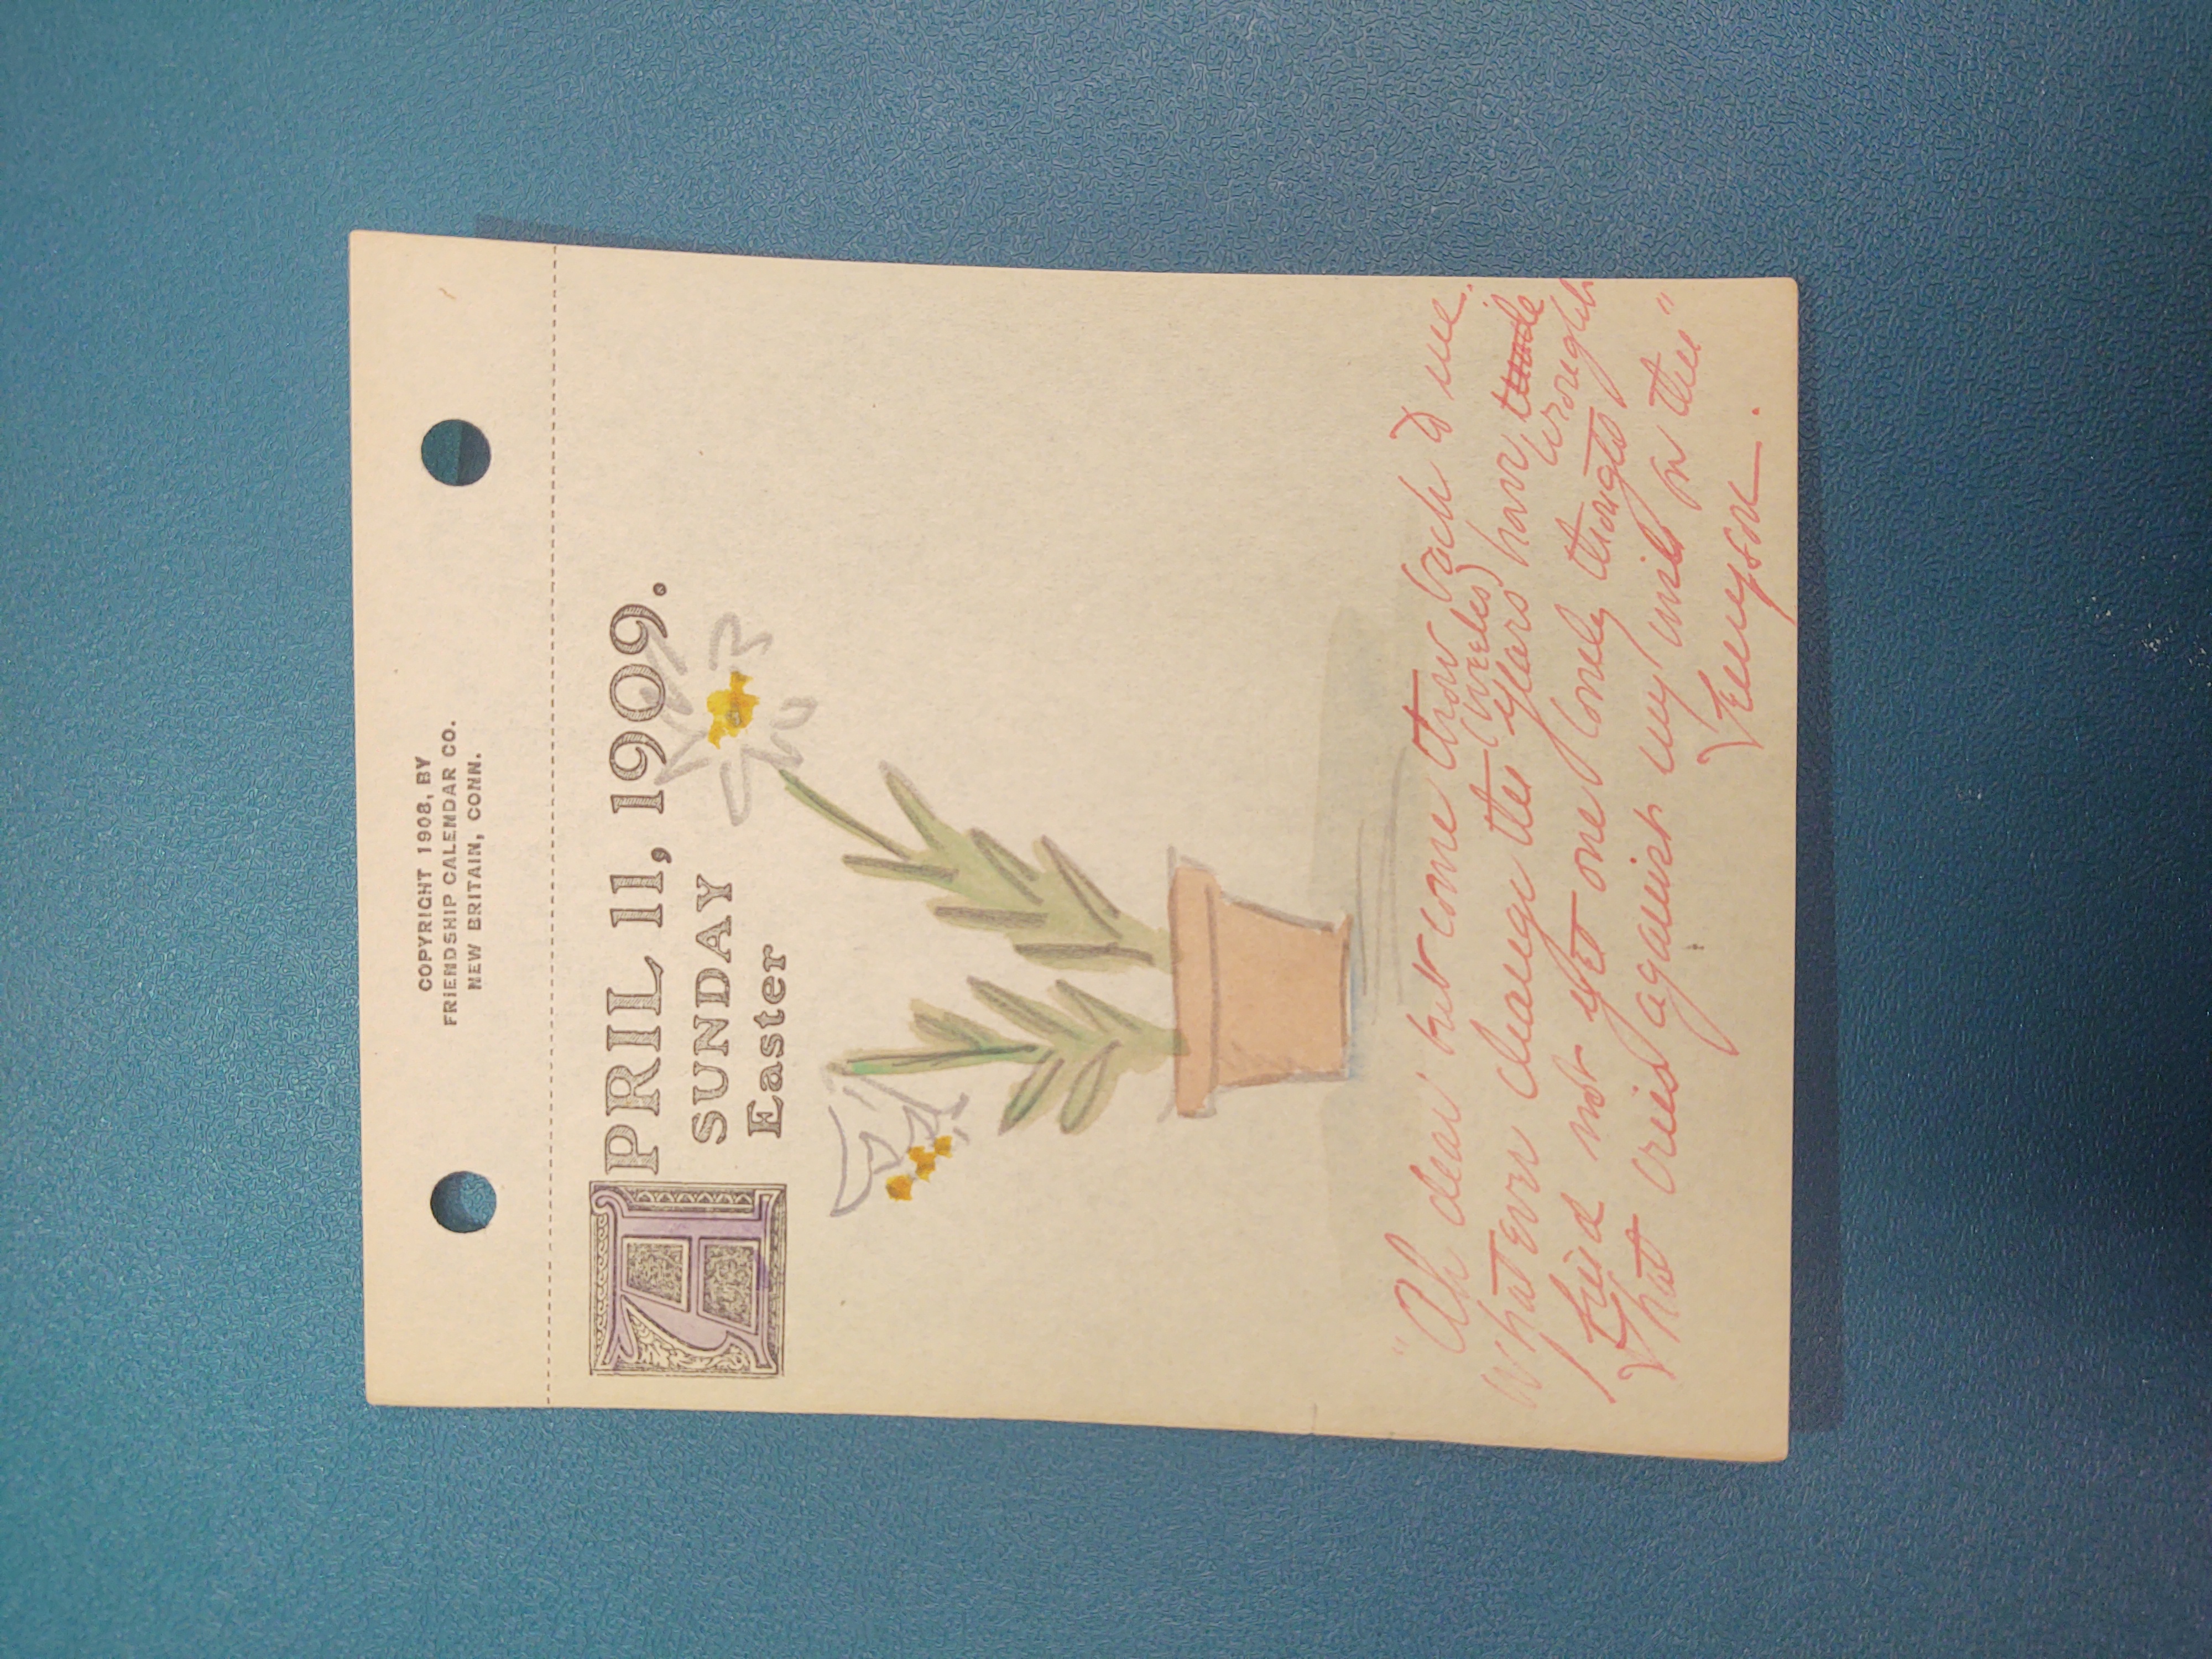 COPYRIGHT 1908, BY
FRIENDSHIP CALENDAR CO.
NEW BRITAIN, CONN.
APRIL 11, 1909.
SUNDAY
Easter
"Ah dear but come thou back to me.
(weeks)
Whatever change the years have made
wrought
I find not yet one lonely thought
That cries against my wish for thee"
Tennyson.